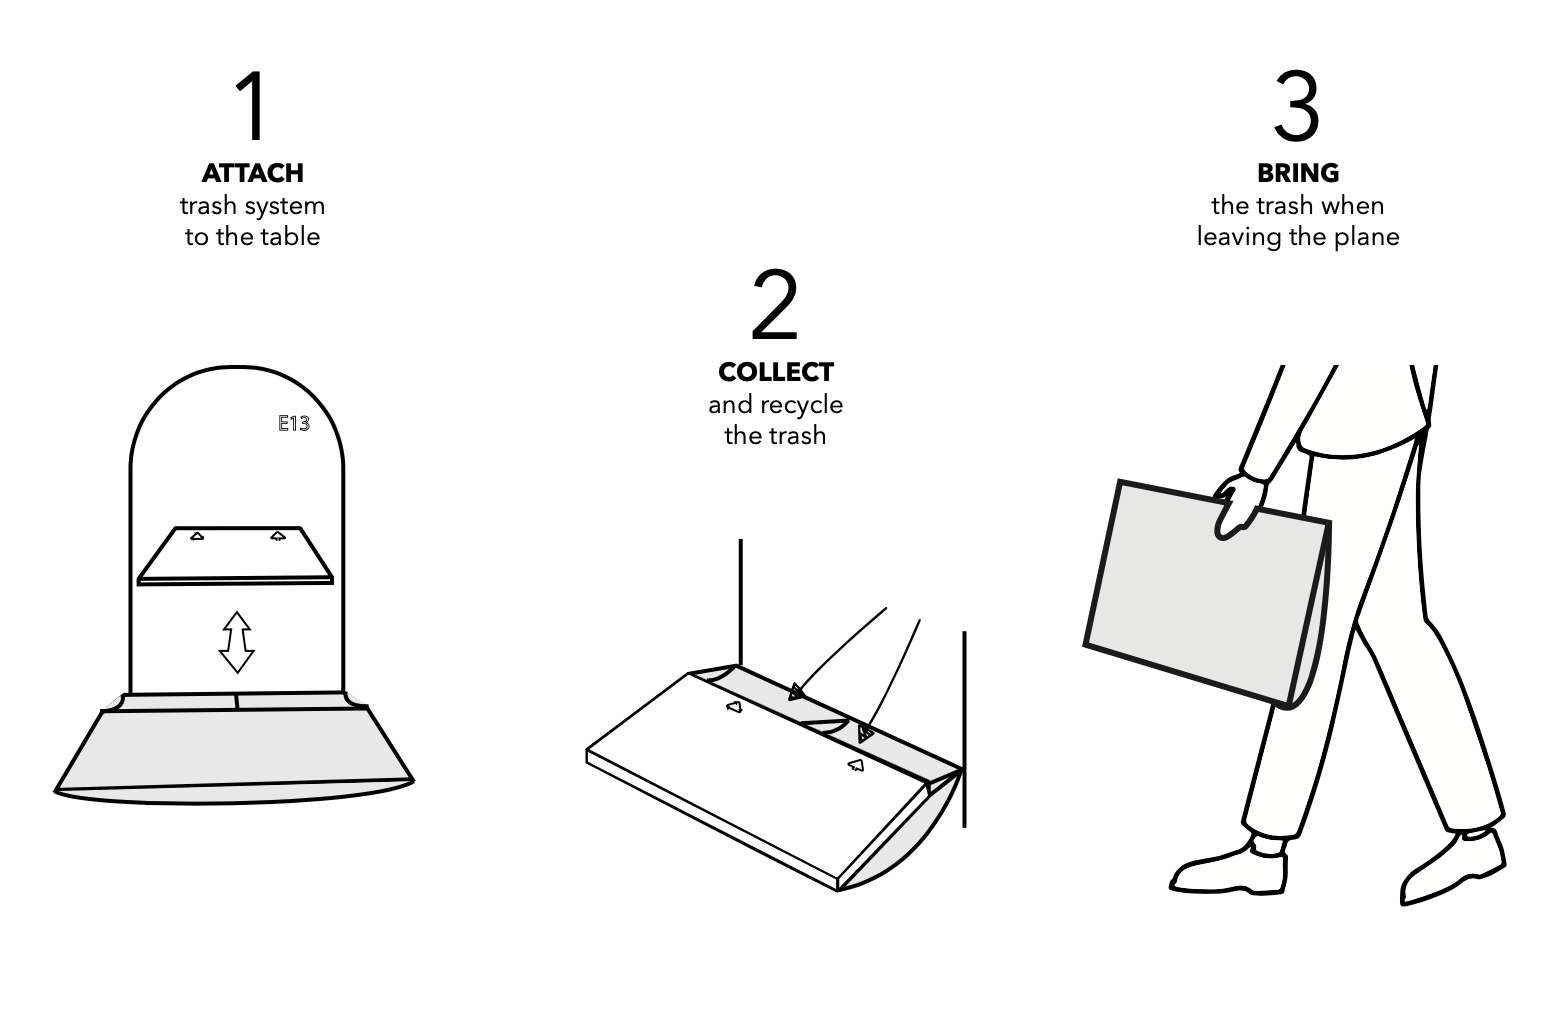 1
ATTACH
trash system
to the table
E13
2
COLLECT
and recycle
the trash
3
BRING
the trash when
leaving the plane